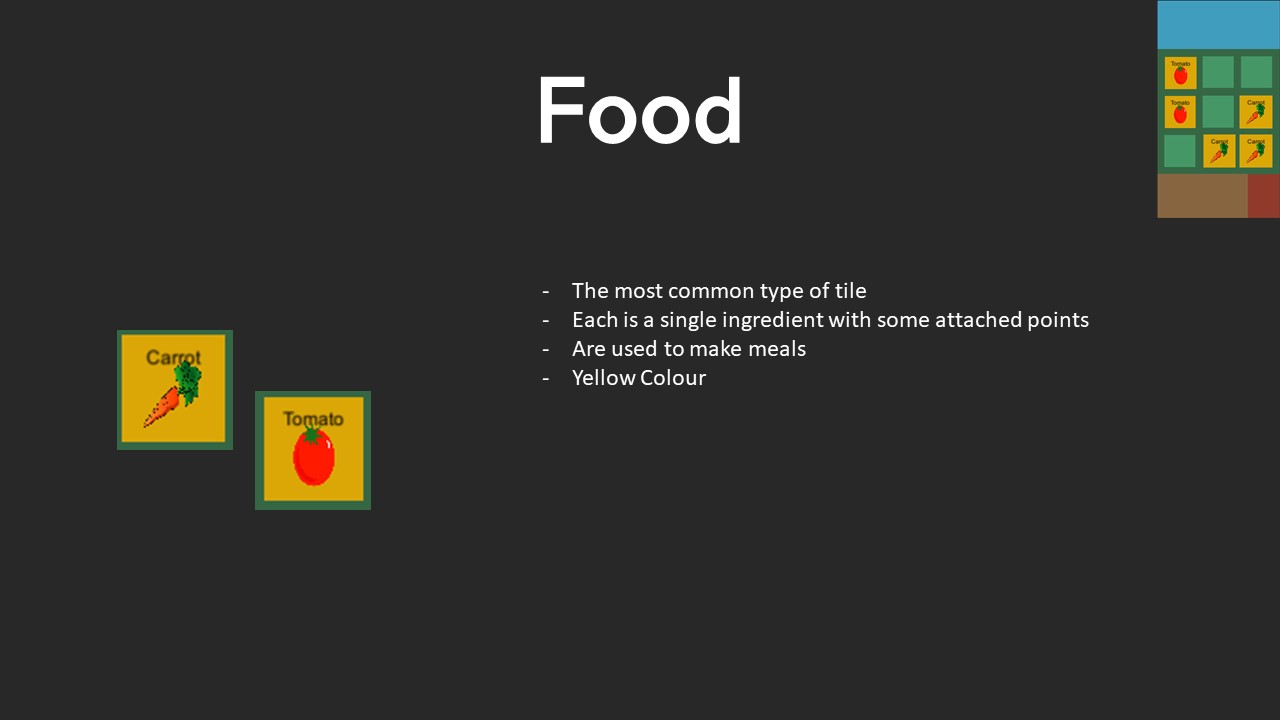 Food
Tomato
Tomato
Carrot
Carrot
Carrot
- The most common type of tile
- Each is a single ingredient with some attached points
- Are used to make meals
- Yellow Colour
Carrot
Tomato